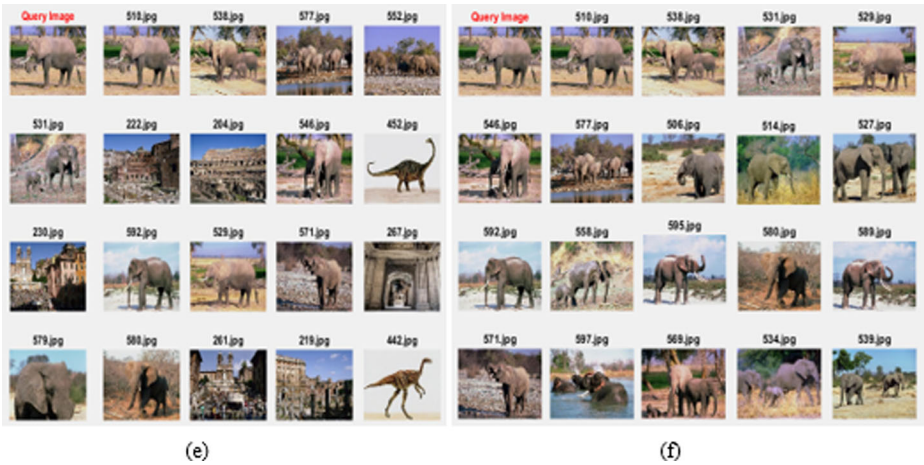 Query Image 510.jpg 538.jpg 577.jpg 552.jpg
531.jpg 222.jpg 204.jpg 546.jpg 452.jpg
230.jpg 592.jpg 529.jpg 571.jpg 267.jpg
579.jpg 580.jpg 261.jpg 219.jpg 442.jpg
(e)
Query Image 510.jpg 538.jpg 531.jpg 529.jpg
546.jpg 577.jpg 506.jpg 514.jpg 527.jpg
592.jpg 558.jpg 595.jpg 580.jpg 589.jpg
571.jpg 597.jpg 569.jpg 534.jpg 539.jpg
(f)